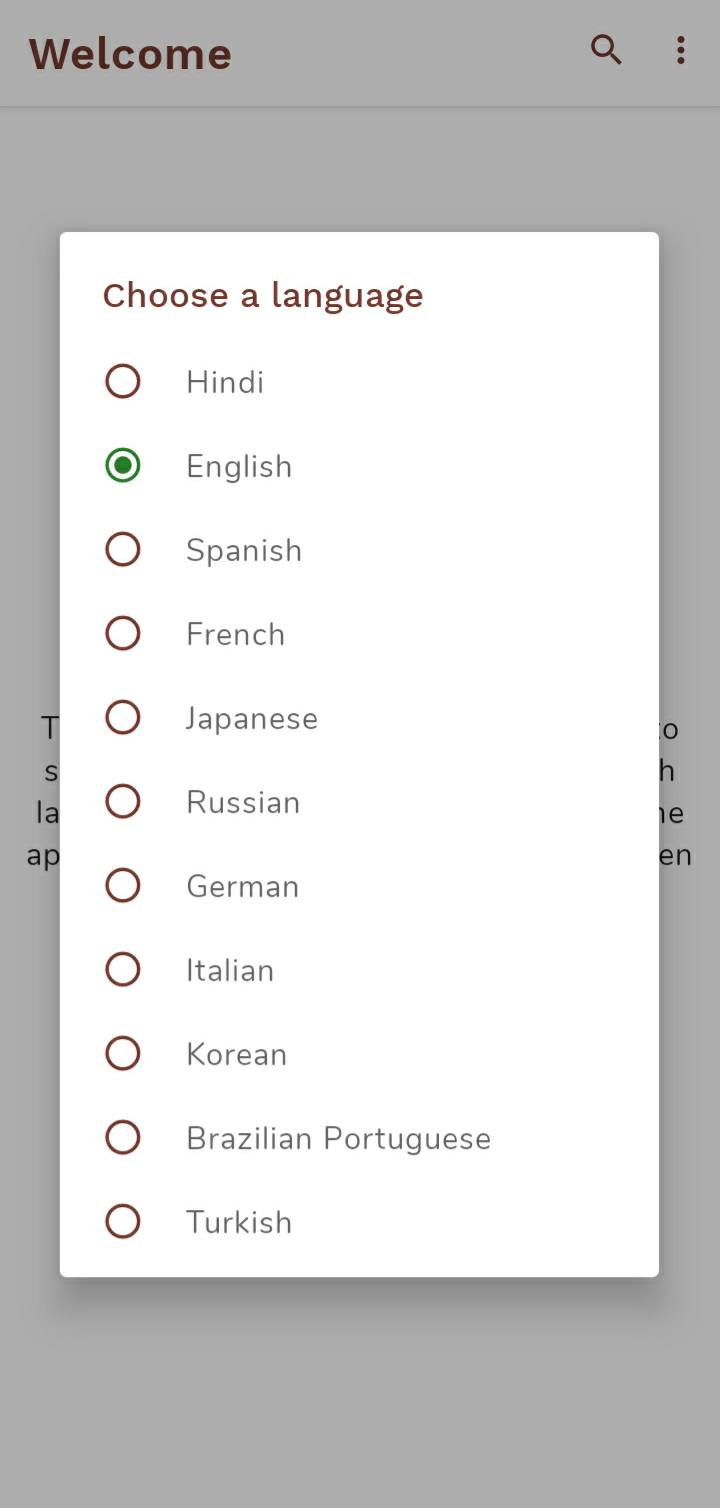 Welcome
Choose a language
Hindi
English
Spanish
French
Japanese
Russian
German
Italian
Korean
Brazilian Portuguese
Turkish